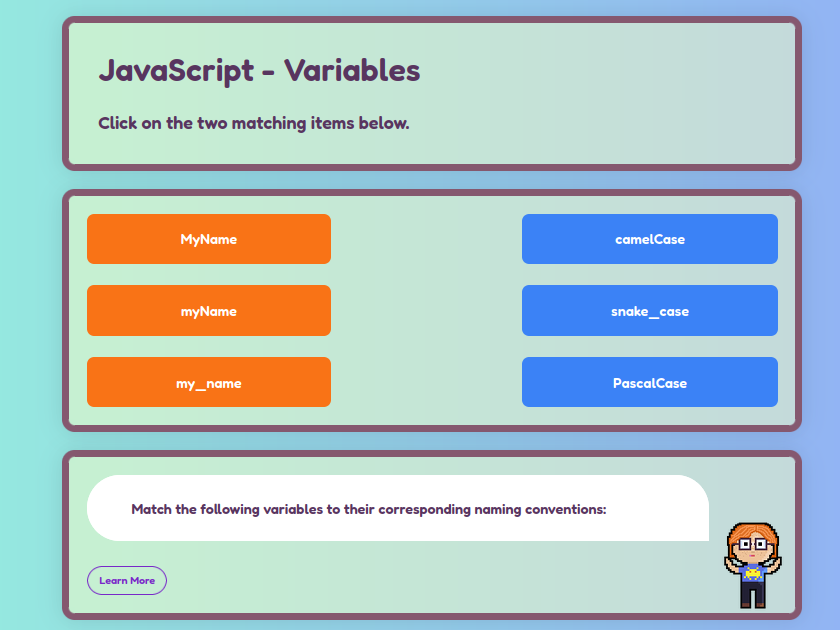 JavaScript - Variables
Click on the two matching items below.
MyName
camelCase
myName
snake_case
my_name
PascalCase
Match the following variables to their corresponding naming conventions:
Learn More